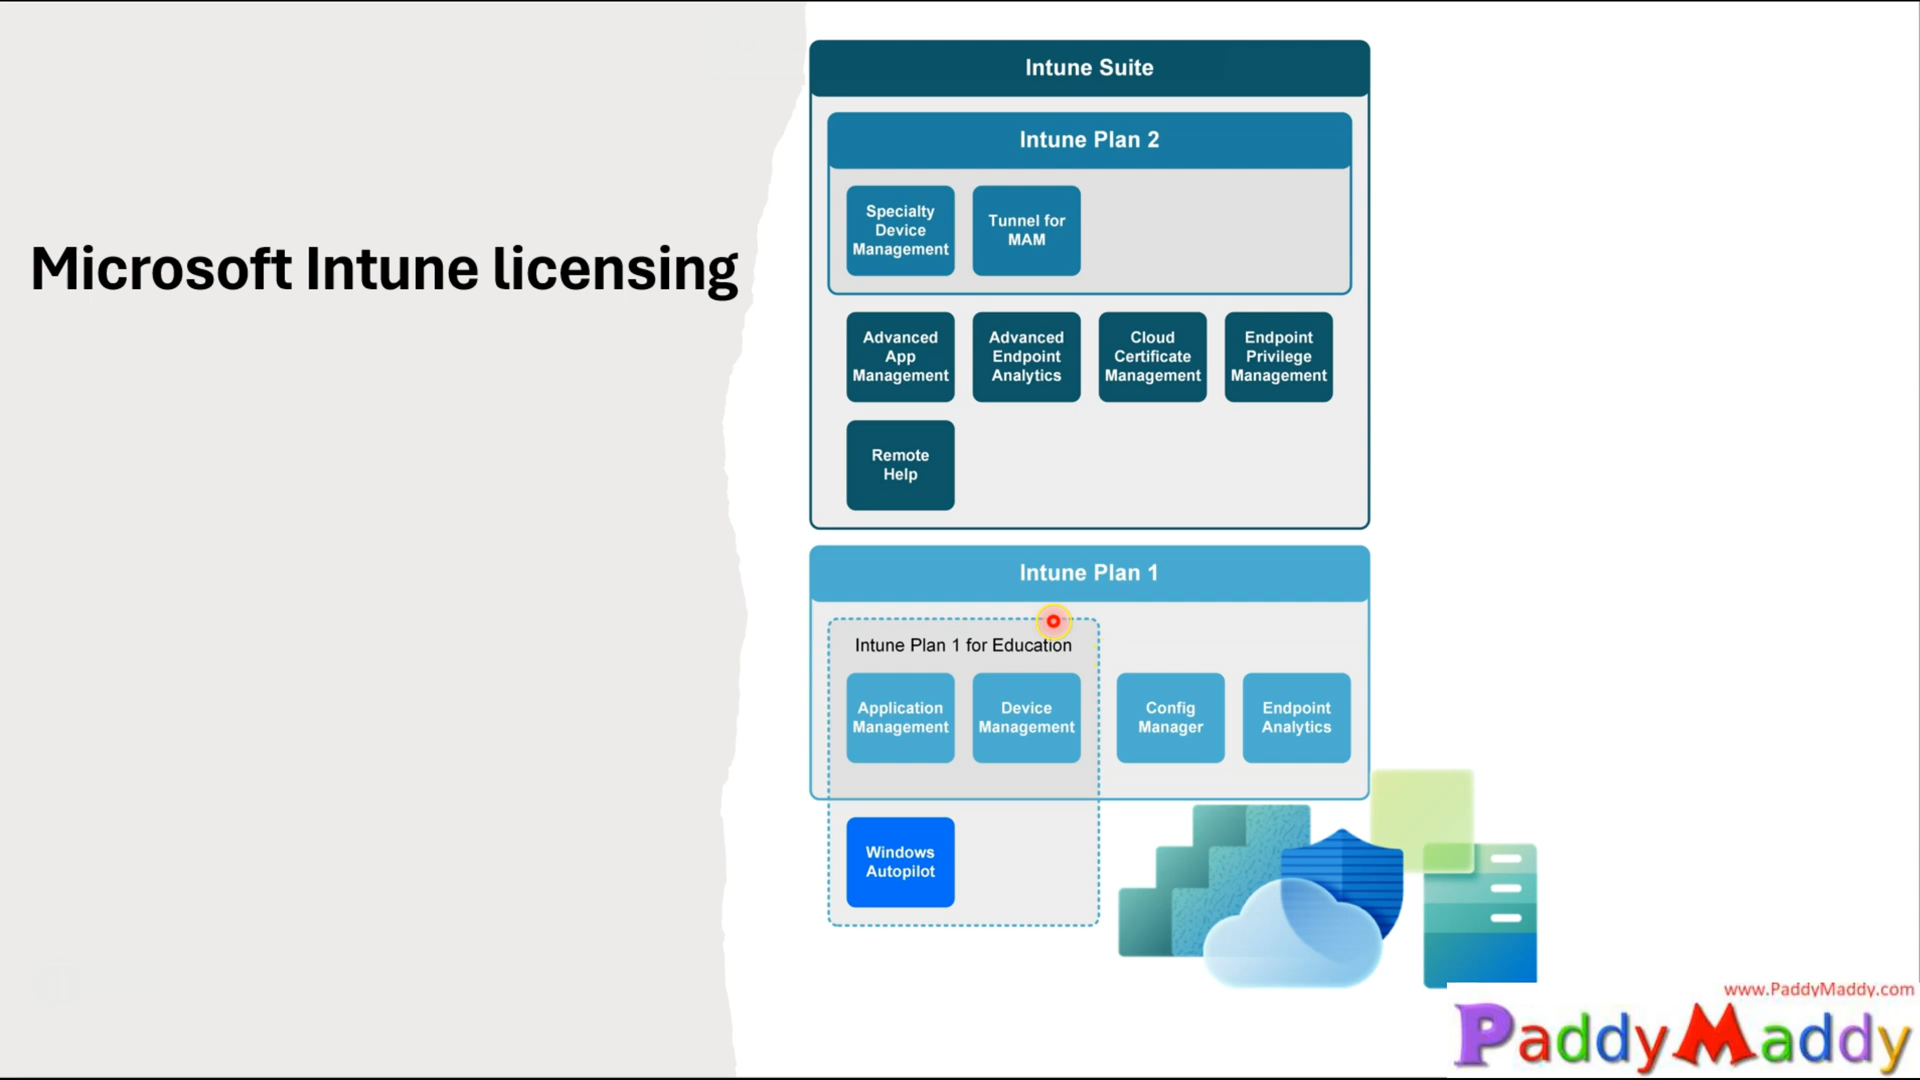 Microsoft Intune licensing
Intune Suite
Intune Plan 2
Specialty
Device
Management
Tunnel for
MAM
Advanced
App
Management
Advanced
Endpoint
Analytics
Cloud
Certificate
Management
Endpoint
Privilege
Management
Remote
Help
Intune Plan 1
Intune Plan 1 for Education
Application
Management
Device
Management
Config
Manager
Endpoint
Analytics
Windows
Autopilot
www.PaddyMaddy.com
PaddyMaddy